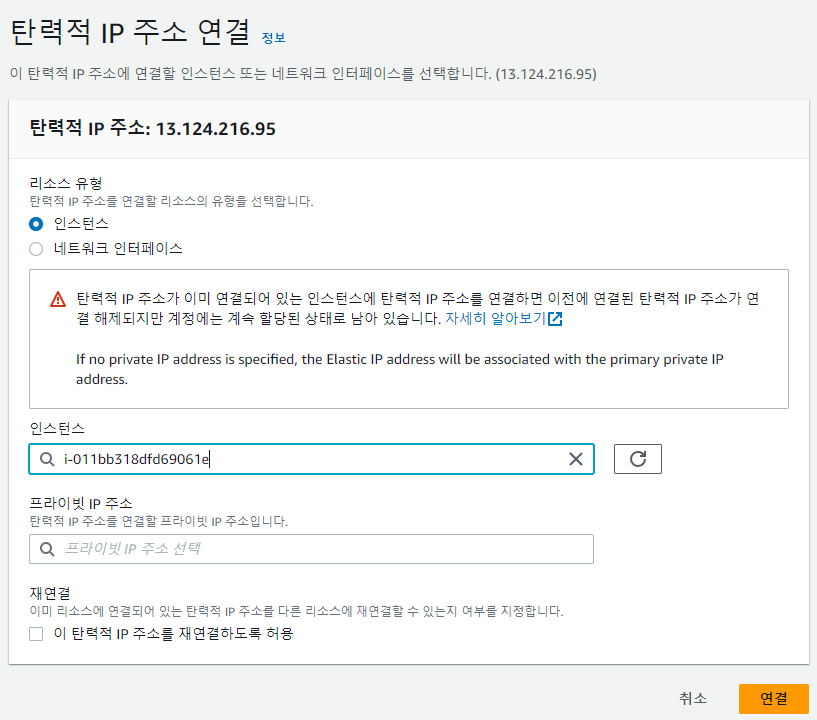 탄력적 IP 주소 연결 정보
이 탄력적 IP 주소에 연결할 인스턴스 또는 네트워크 인터페이스를 선택합니다. (13.124.216.95)
탄력적 IP 주소: 13.124.216.95
리소스 유형
탄력적 IP 주소를 연결할 리소스의 유형을 선택합니다.
인스턴스
네트워크 인터페이스
탄력적 IP 주소가 이미 연결되어 있는 인스턴스에 탄력적 IP 주소를 연결하면 이전에 연결된 탄력적 IP 주소가 연
결 해제되지만 계정에는 계속 할당된 상태로 남아 있습니다. 자세히 알아보기
If no private IP address is specified, the Elastic IP address will be associated with the primary private IP
address.
인스턴스
i-011bb318dfd69061e
프라이빗 IP 주소
탄력적 IP 주소를 연결할 프라이빗 IP 주소입니다.
프라이빗 IP 주소 선택
재연결
이미 리소스에 연결되어 있는 탄력적 IP 주소를 다른 리소스에 재연결할 수 있는지 여부를 지정합니다.
이 탄력적 IP 주소를 재연결하도록 허용
취소 연결